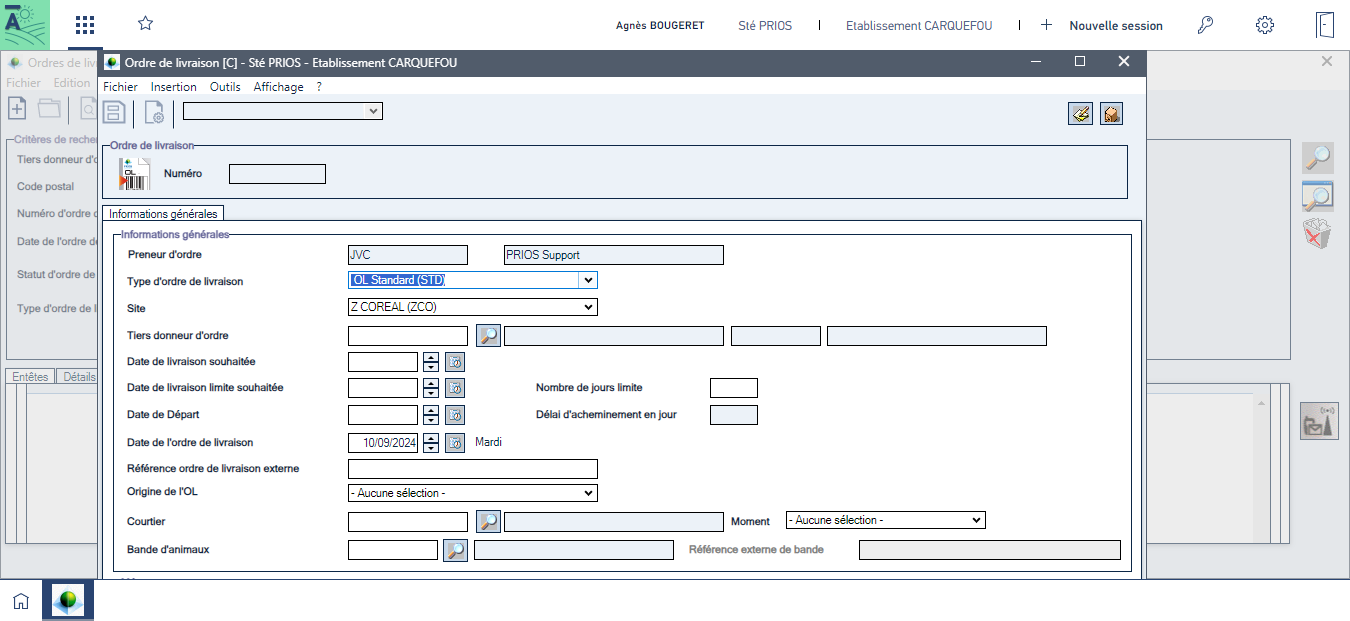 A
Agnès BOUGERET Sté PRIOS Etablissement CARQUEFOU Nouvelle session
Ordres de liv
Ordre de livraison [C] - Sté PRIOS - Etablissement CARQUEFOU
Fichier Edition
Fichier Insertion Outils Affichage ?
Critères de reche
Tiers donneur d'o
Code postal
Numéro d'ordre d
Date de l'ordre de
Statut d'ordre de
Type d'ordre de l
Entêtes Détails
Ordre de livraison
OL
Numéro
Informations générales
Informations générales
Preneur d'ordre JVC PRIOS Support
Type d'ordre de livraison OL Standard (STD)
Site Z COREAL (ZCO)
Tiers donneur d'ordre
Date de livraison souhaitée
Date de livraison limite souhaitée Nombre de jours limite
Date de Départ Délai d'acheminement en jour
Date de l'ordre de livraison 10/09/2024 Mardi
Référence ordre de livraison externe
Origine de l'OL - Aucune sélection -
Courtier Moment - Aucune sélection -
Bande d'animaux Référence externe de bande